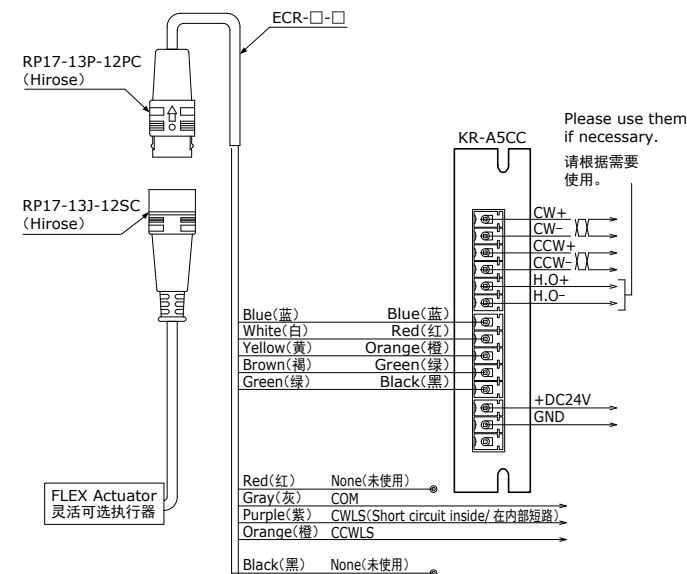 ECR-□-□
RP17-13P-12PC
(Hirose)
RP17-13J-12SC
(Hirose)
FLEX Actuator
灵活可选执行器
KR-A5CC
Please use them
if necessary.
请根据需要
使用。
CW+
CW-
CCW+
CCW-
H.O+
H.O-
Blue(蓝) Blue(蓝)
White(白) Red(红)
Yellow(黄) Orange(橙)
Brown(褐) Green(绿)
Green(绿) Black(黑)
+DC24V
GND
Red(红) None(未使用)
Gray(灰) COM
Purple(紫) CWLS(Short circuit inside/ 在内部短路)
Orange(橙) CCWLS
Black(黑) None(未使用)